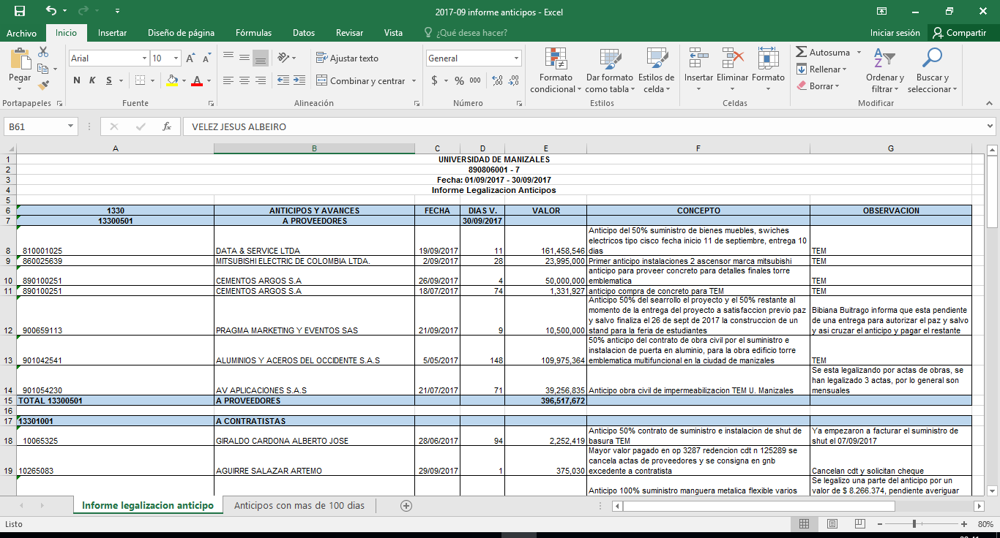 2017-09 informe anticipos - Excel
Archivo Inicio Insertar Diseño de página Fórmulas Datos Revisar Vista ¿Qué desea hacer? Iniciar sesión Compartir
Pegar
Arial 10
N K S
Ajustar texto
Combinar y centrar
General
$ % 000
Formato condicional
Dar formato como tabla
Estilos de celda
Insertar Eliminar Formato
Autosuma
Rellenar
Borrar
Ordenar y filtrar
Buscar y seleccionar
Portapapeles Fuente Alineación Número Estilos Celdas Modificar
B61 fx VELEZ JESUS ALBEIRO
A B C D E F G
1 UNIVERSIDAD DE MANIZALES
2 890806001 - 7
3 Fecha: 01/09/2017 - 30/09/2017
4 Informe Legalizacion Anticipos
5
6 1330 ANTICIPOS Y AVANCES FECHA DIAS V. VALOR CONCEPTO OBSERVACION
7 13300501 A PROVEEDORES 30/09/2017
Anticipo del 50% suministro de bienes muebles, swiches
electricos tipo cisco fecha inicio 11 de septiembre, entrega 10
8 810001025 DATA & SERVICE LTDA 19/09/2017 11 161,458,546 dias TEM
9 860025639 MITSUBISHI ELECTRIC DE COLOMBIA LTDA. 2/09/2017 28 23,995,000 Primer anticipo instalaciones 2 ascensor marca mitsubishi TEM
anticipo para proveer concreto para detalles finales torre
10 890100251 CEMENTOS ARGOS S.A 26/09/2017 4 50,000,000 emblematica TEM
11 890100251 CEMENTOS ARGOS S.A 18/07/2017 74 1,331,927 anticipo compra de concreto para TEM TEM
Anticipo 50% del searrollo el proyecto y el 50% restante al
momento de la entrega del proyecto a satisfaccion previo paz Bibiana Buitrago informa que esta pendiente
y salvo finaliza el 26 de sept de 2017 la construccion de un de una entrega para autorizar el paz y salvo
12 900659113 PRAGMA MARKETING Y EVENTOS SAS 21/09/2017 9 10,500,000 stand para la feria de estudiantes y asi cruzar el anticipo y pagar el restante
50% anticipo del contrato de obra civil por el suministro e
instalacion de puerta en aluminio, para la obra edificio torre
13 901042541 ALUMINIOS Y ACEROS DEL OCCIDENTE S.A.S 5/05/2017 148 109,975,364 emblematica multifuncional en la ciudad de manizales TEM
Se esta legalizando por actas de obras, se
han legalizado 3 actas, por lo general son
14 901054230 AV APLICACIONES S.A.S 21/07/2017 71 39,256,835 Anticipo obra civil de impermeabilizacion TEM U. Manizales mensuales
15 TOTAL 13300501 A PROVEEDORES 396,517,672
16
17 13301001 A CONTRATISTAS
Anticipo 50% contrato de suministro e instalacion de shut de Ya empezaron a facturar el suministro de
18 10065325 GIRALDO CARDONA ALBERTO JOSE 28/06/2017 94 2,252,419 basura TEM shut el 07/09/2017
Mayor valor pagado en op 3287 redencion cdt n 125289 se
cancela actas de proveedores y se consigna en gnb
19 10265083 AGUIRRE SALAZAR ARTEMO 29/09/2017 1 375,030 excedente a contratista Cancelan cdt y solicitan cheque
Se legalizo una parte del anticipo por un
Anticipo 100% suministro manguera metalica flexible varios valor de $ 8.266.374, pendiente averiguar
Informe legalizacion anticipo Anticipos con mas de 100 dias
Listo 80%